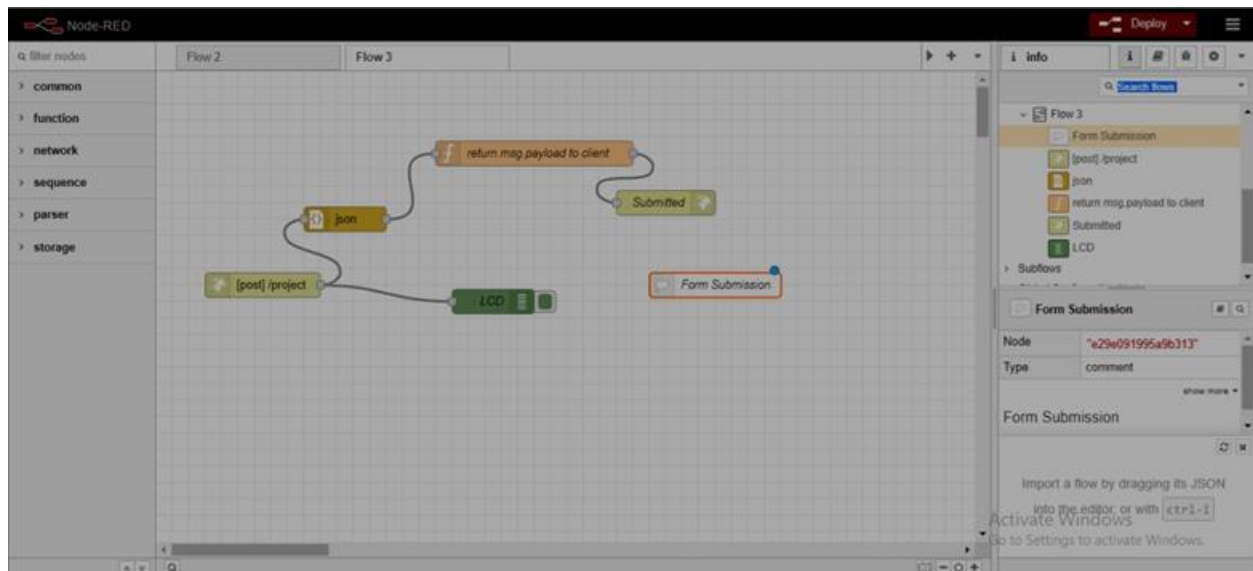 Node-RED
Deploy
filter nodes
Flow 2
Flow 3
i info
Search flows
common
function
network
sequence
parser
storage
Flow 3
Form Submission
[post] /project
json
return msg.payload to client
Submitted
LCD
Subflows
return msg payload to client
Submitted
json
[post] /project
LCD
Form Submission
Form Submission
Node "e29e091995a9b313"
Type comment
show more
Form Submission
Import a flow by dragging its JSON
into the editor, or with ctrl-i
Activate Windows
Go to Settings to activate Windows.